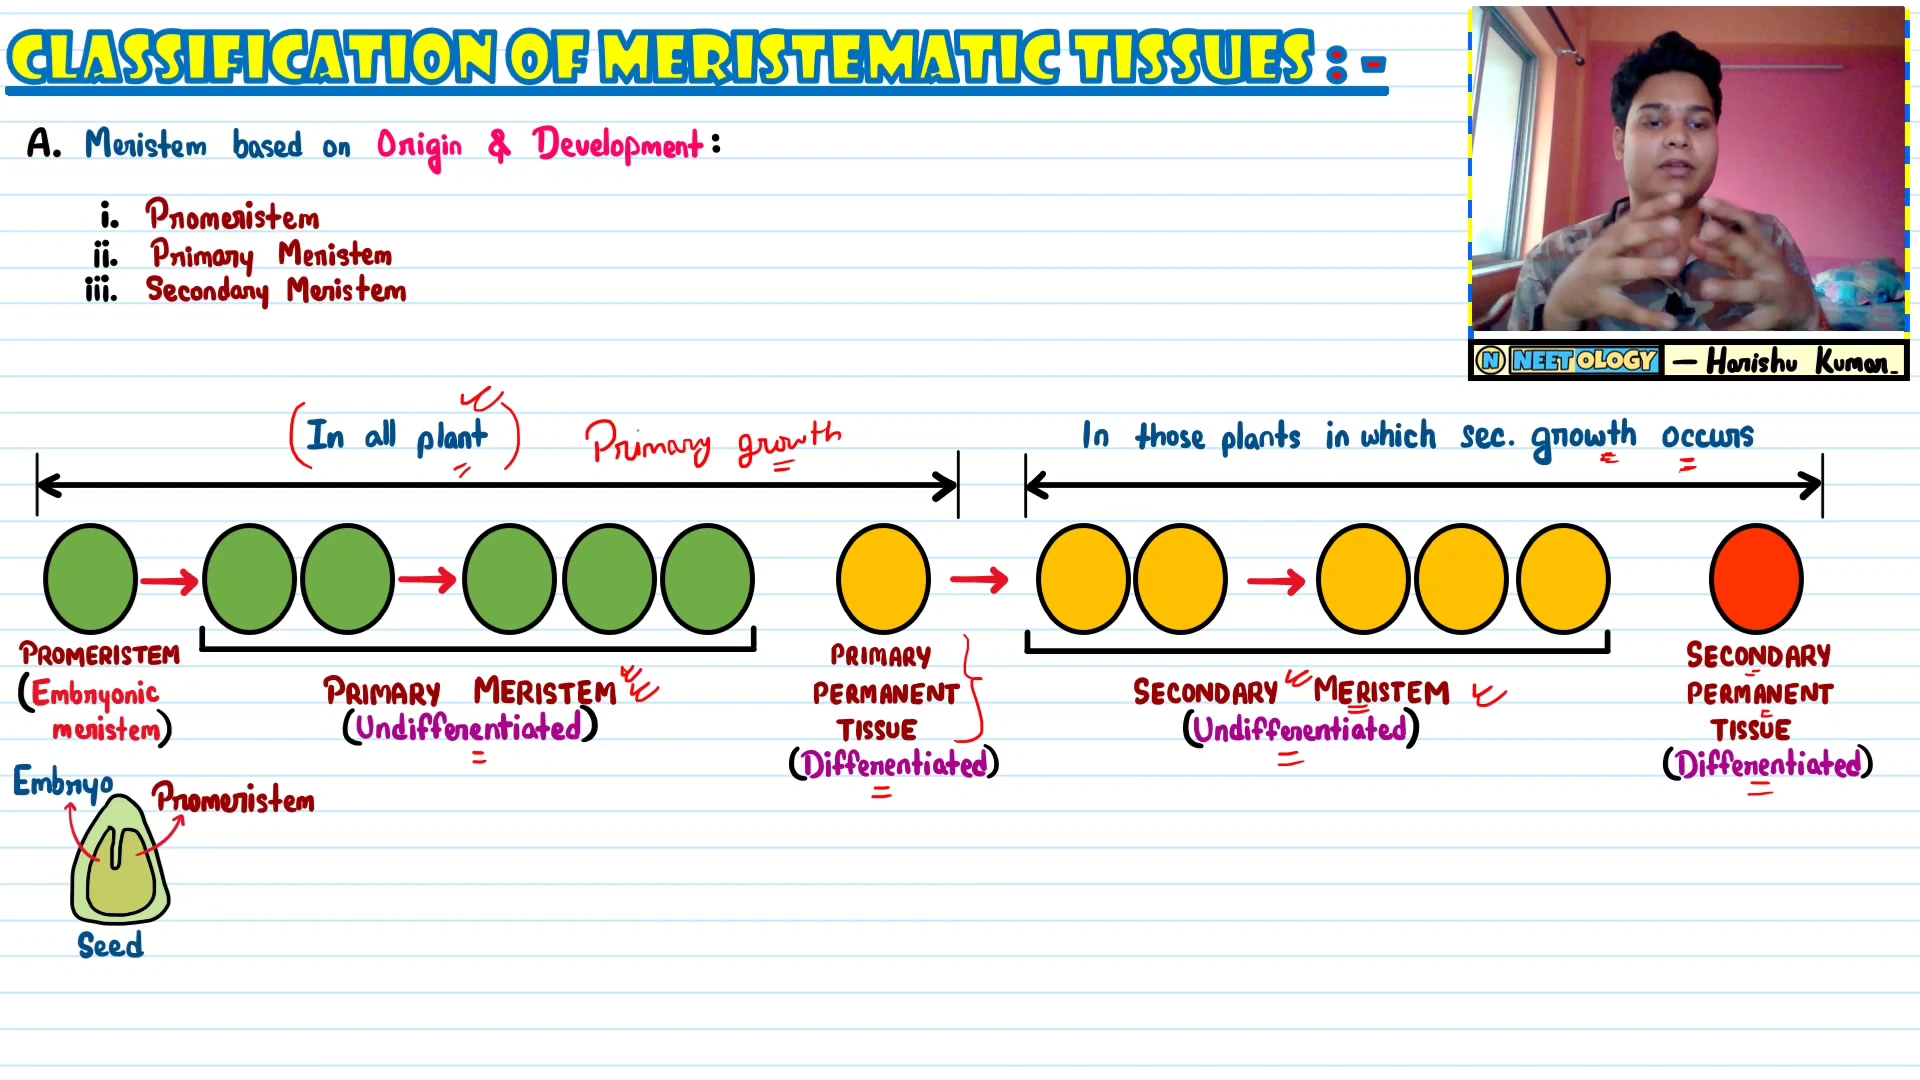 CLASSIFICATION OF MERISTEMATIC TISSUES : -
A. Meristem based on Origin & Development :
i. Promeristem
ii. Primary Meristem
iii. Secondary Meristem
N NEETOLOGY — Harishu Kumar_
(In all plant) Primary growth
In those plants in which sec. growth occurs
PROMERISTEM
(Embryonic
meristem)
PRIMARY MERISTEM
(Undifferentiated)
PRIMARY
PERMANENT
TISSUE
(Differentiated)
SECONDARY MERISTEM
(Undifferentiated)
SECONDARY
PERMANENT
TISSUE
(Differentiated)
Embryo
Promeristem
Seed